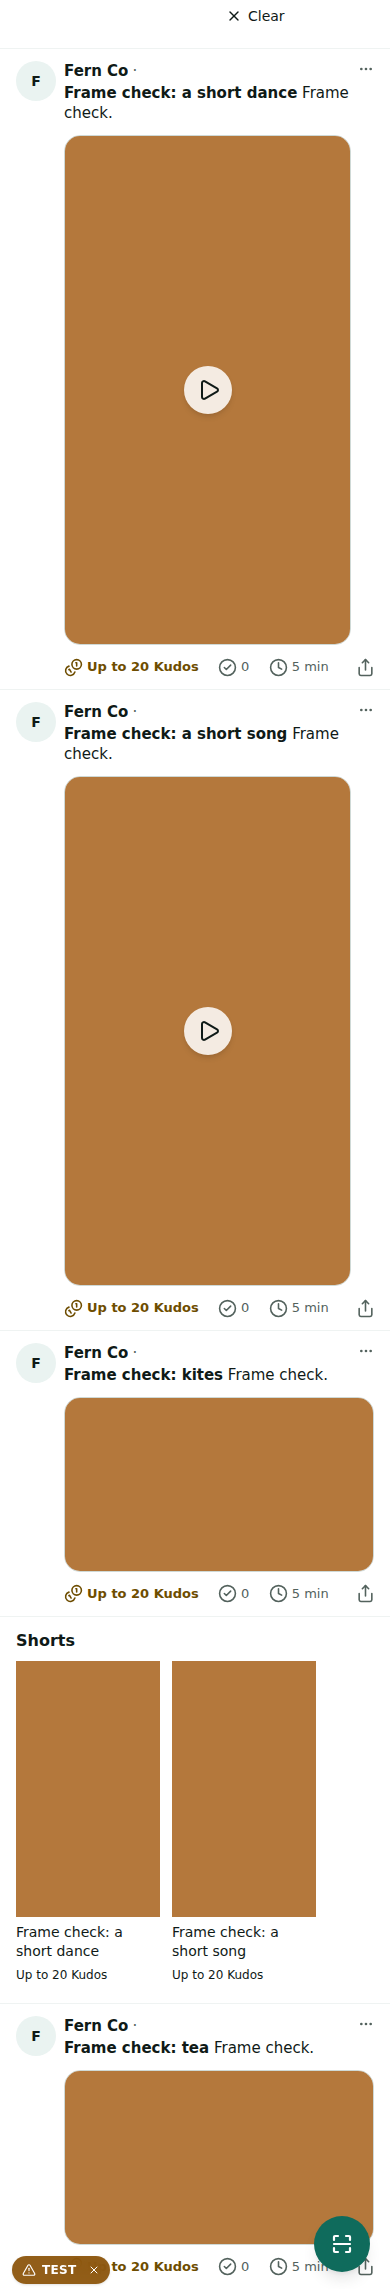 Clear
F
Fern Co ·
Frame check: a short dance Frame
check.
Up to 20 Kudos 0 5 min
F
Fern Co ·
Frame check: a short song Frame
check.
Up to 20 Kudos 0 5 min
F
Fern Co ·
Frame check: kites Frame check.
Up to 20 Kudos 0 5 min
Shorts
Frame check: a
short dance
Up to 20 Kudos
Frame check: a
short song
Up to 20 Kudos
F
Fern Co ·
Frame check: tea Frame check.
TEST
to 20 Kudos 0 5 min